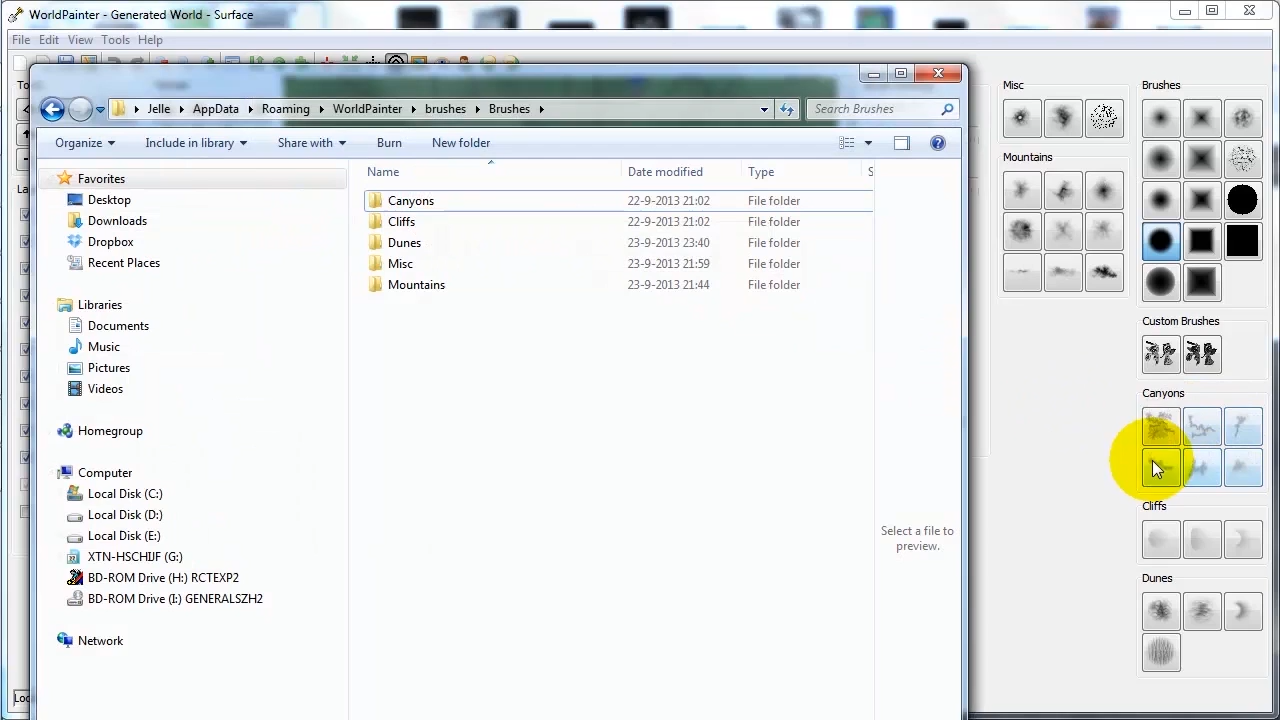 WorldPainter - Generated World - Surface
File Edit View Tools Help
Jelle AppData Roaming WorldPainter brushes Brushes
Search Brushes
Organize Include in library Share with Burn New folder
Name Date modified Type S
Favorites
Desktop
Downloads
Dropbox
Recent Places
Libraries
Documents
Music
Pictures
Videos
Homegroup
Computer
Local Disk (C:)
Local Disk (D:)
Local Disk (E:)
XTN-HSCHIJF (G:)
BD-ROM Drive (H:) RCTEXP2
BD-ROM Drive (I:) GENERALSZH2
Network
Canyons 22-9-2013 21:02 File folder
Cliffs 22-9-2013 21:02 File folder
Dunes 23-9-2013 23:40 File folder
Misc 23-9-2013 21:59 File folder
Mountains 23-9-2013 21:44 File folder
Select a file to
preview.
Misc
Mountains
Brushes
Custom Brushes
Canyons
Cliffs
Dunes